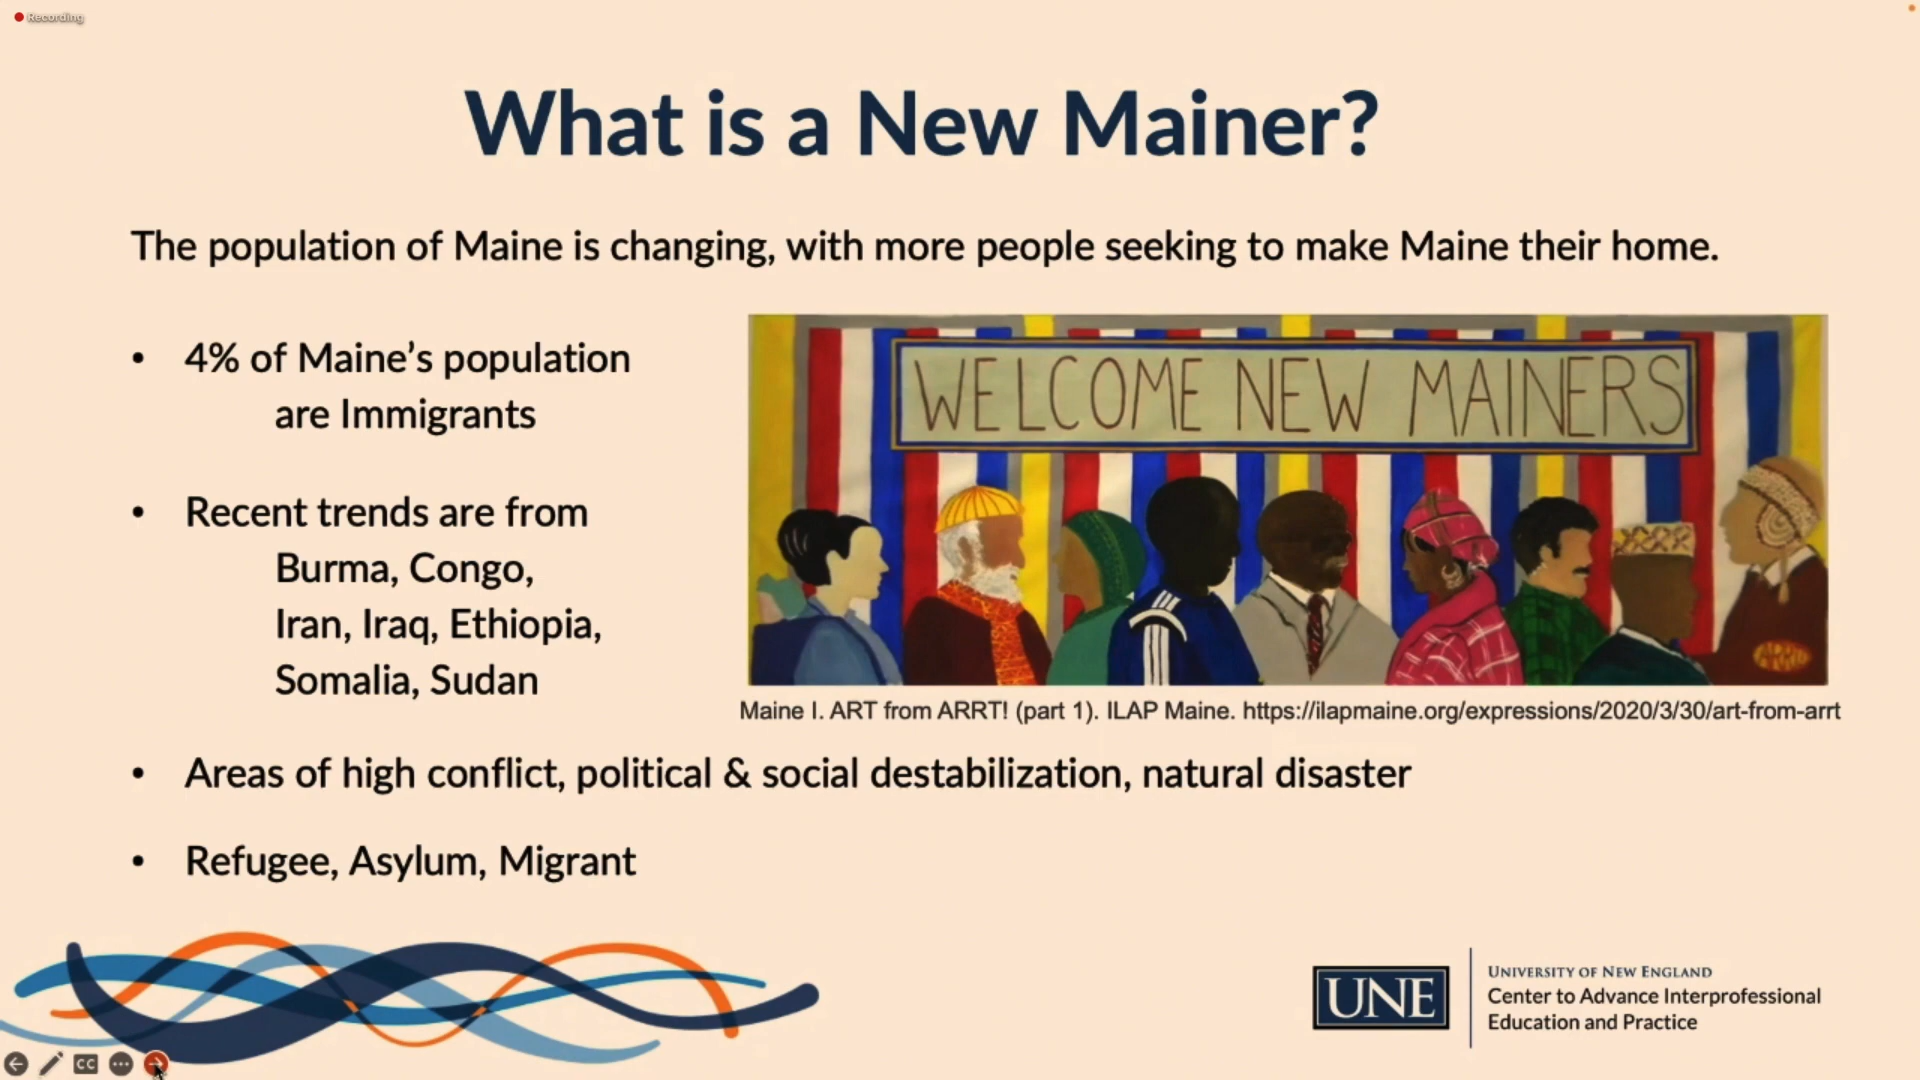 Recording
What is a New Mainer?
The population of Maine is changing, with more people seeking to make Maine their home.
• 4% of Maine’s population
are Immigrants
• Recent trends are from
Burma, Congo,
Iran, Iraq, Ethiopia,
Somalia, Sudan
WELCOME NEW MAINERS
ARRT!
Maine I. ART from ARRT! (part 1). ILAP Maine. https://ilapmaine.org/expressions/2020/3/30/art-from-arrt
• Areas of high conflict, political & social destabilization, natural disaster
• Refugee, Asylum, Migrant
UNE
UNIVERSITY OF NEW ENGLAND
Center to Advance Interprofessional
Education and Practice
CC